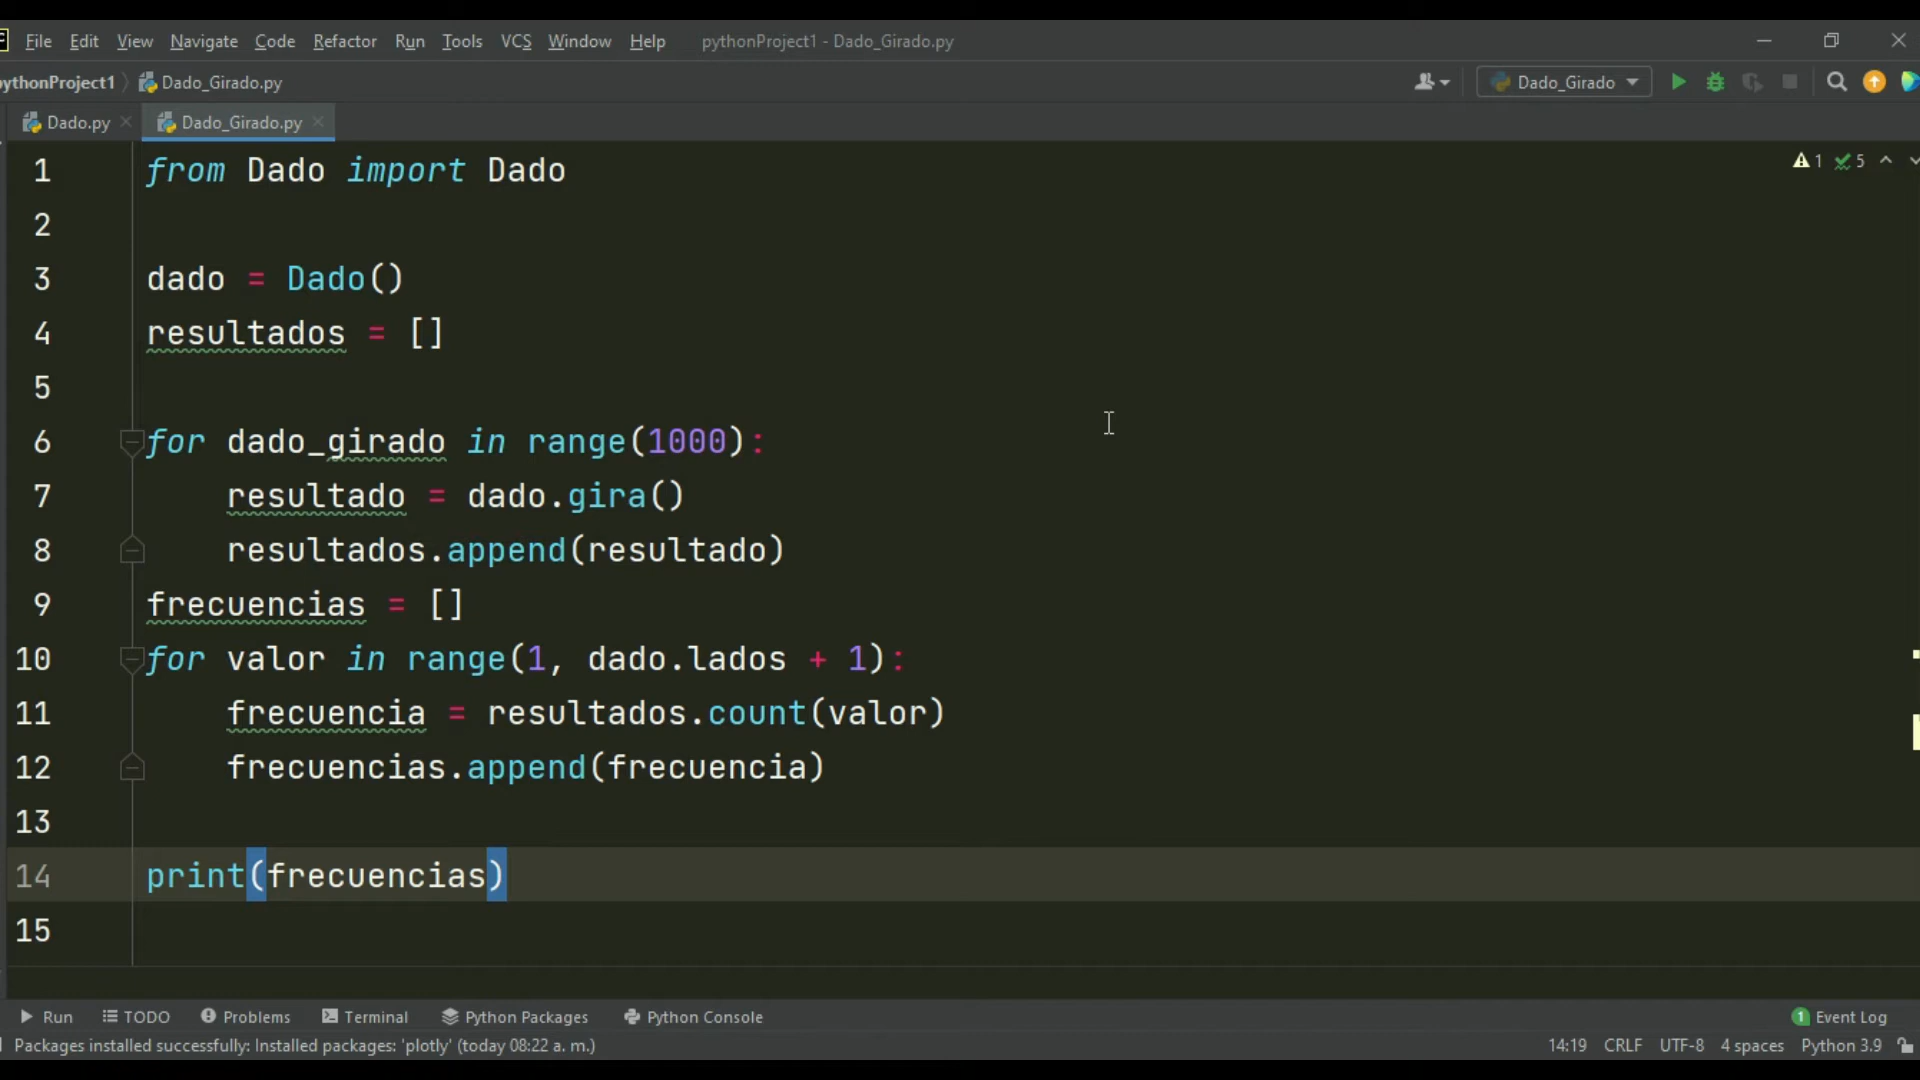 File Edit View Navigate Code Refactor Run Tools VCS Window Help pythonProject1 - Dado_Girado.py
ythonProject1 Dado_Girado.py Dado_Girado
Dado.py Dado_Girado.py
1 from Dado import Dado 1 5
2
3 dado = Dado()
4 resultados = []
5
6 for dado_girado in range(1000):
7 resultado = dado.gira()
8 resultados.append(resultado)
9 frecuencias = []
10 for valor in range(1, dado.lados + 1):
11 frecuencia = resultados.count(valor)
12 frecuencias.append(frecuencia)
13
14 print(frecuencias)
15
Run TODO Problems Terminal Python Packages Python Console 1 Event Log
Packages installed successfully: Installed packages: 'plotly' (today 08:22 a. m.) 14:19 CRLF UTF-8 4 spaces Python 3.9